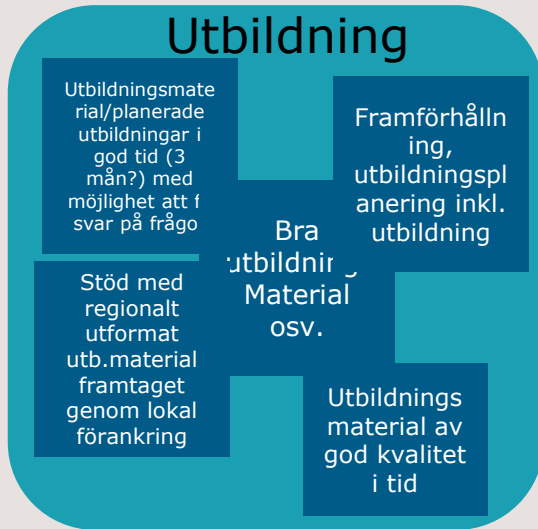 Utbildning
Utbildningsmate
rial/planerade
utbildningar i
god tid (3
mån?) med
möjlighet att f
svar på frågo
Framförhålln
ing,
utbildningspl
anering inkl.
utbildning
Bra
utbildning
Material
osv.
Stöd med
regionalt
utformat
utb.material
framtaget
genom lokal
förankring
Utbildnings
material av
god kvalitet
i tid